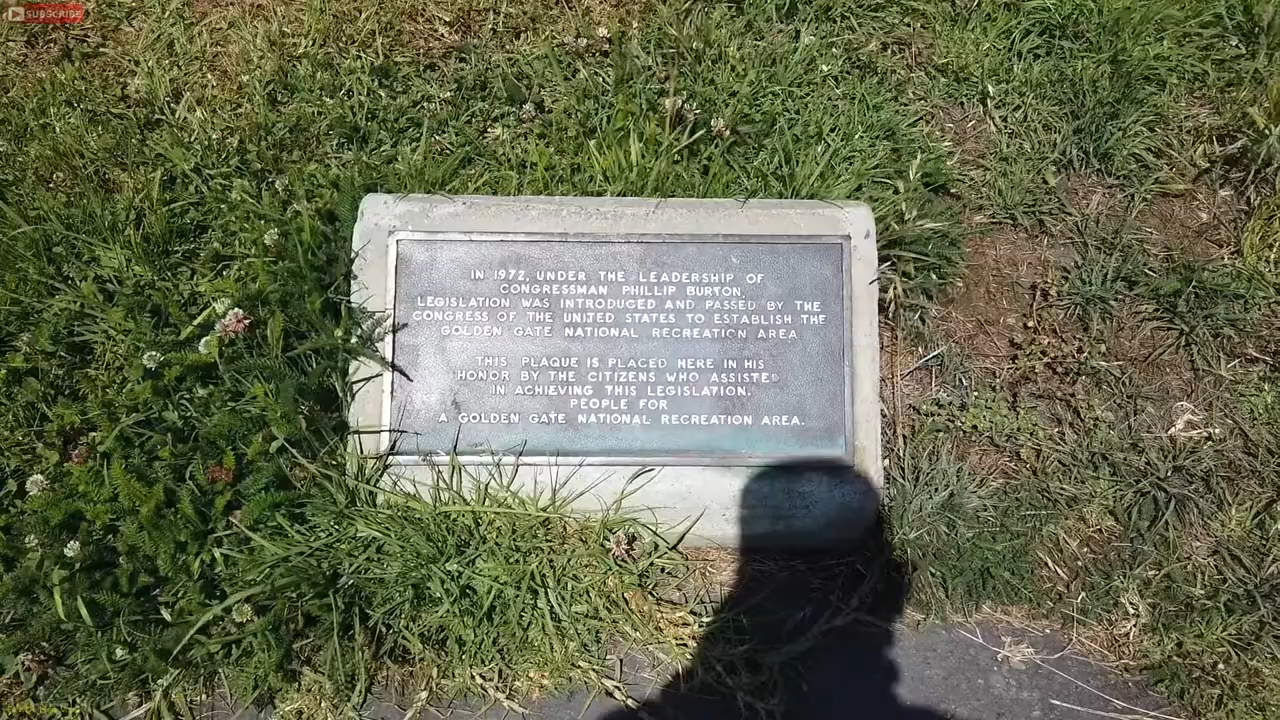 SUBSCRIBE
IN 1972, UNDER THE LEADERSHIP OF
CONGRESSMAN PHILLIP BURTON,
LEGISLATION WAS INTRODUCED AND PASSED BY THE
CONGRESS OF THE UNITED STATES TO ESTABLISH THE
GOLDEN GATE NATIONAL RECREATION AREA
THIS PLAQUE IS PLACED HERE IN HIS
HONOR BY THE CITIZENS WHO ASSISTED
IN ACHIEVING THIS LEGISLATION.
PEOPLE FOR
A GOLDEN GATE NATIONAL RECREATION AREA.